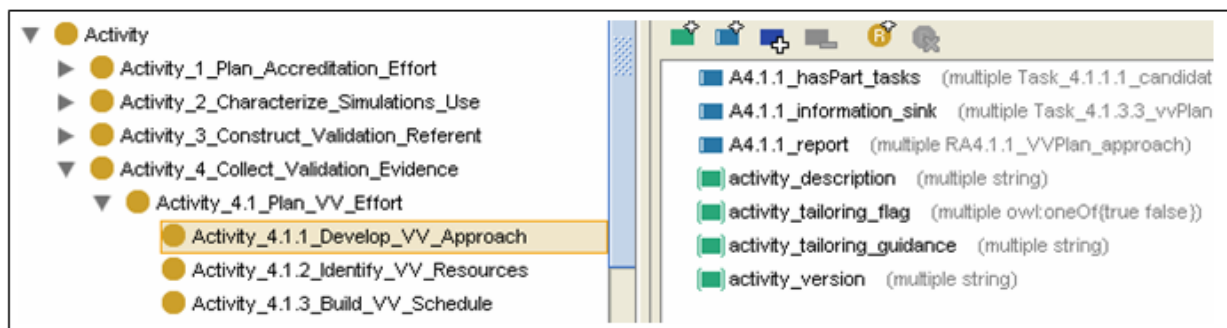 Activity
Activity_1_Plan_Accreditation_Effort
Activity_2_Characterize_Simulations_Use
Activity_3_Construct_Validation_Referent
Activity_4_Collect_Validation_Evidence
Activity_4.1_Plan_VV_Effort
Activity_4.1.1_Develop_VV_Approach
Activity_4.1.2_Identify_VV_Resources
Activity_4.1.3_Build_VV_Schedule
R
A4.1.1_hasPart_tasks (multiple Task_4.1.1.1_candidat
A4.1.1_information_sink (multiple Task_4.1.3.3_vvPlan
A4.1.1_report (multiple RA4.1.1_VVPlan_approach)
activity_description (multiple string)
activity_tailoring_flag (multiple owl:oneOf{true false})
activity_tailoring_guidance (multiple string)
activity_version (multiple string)